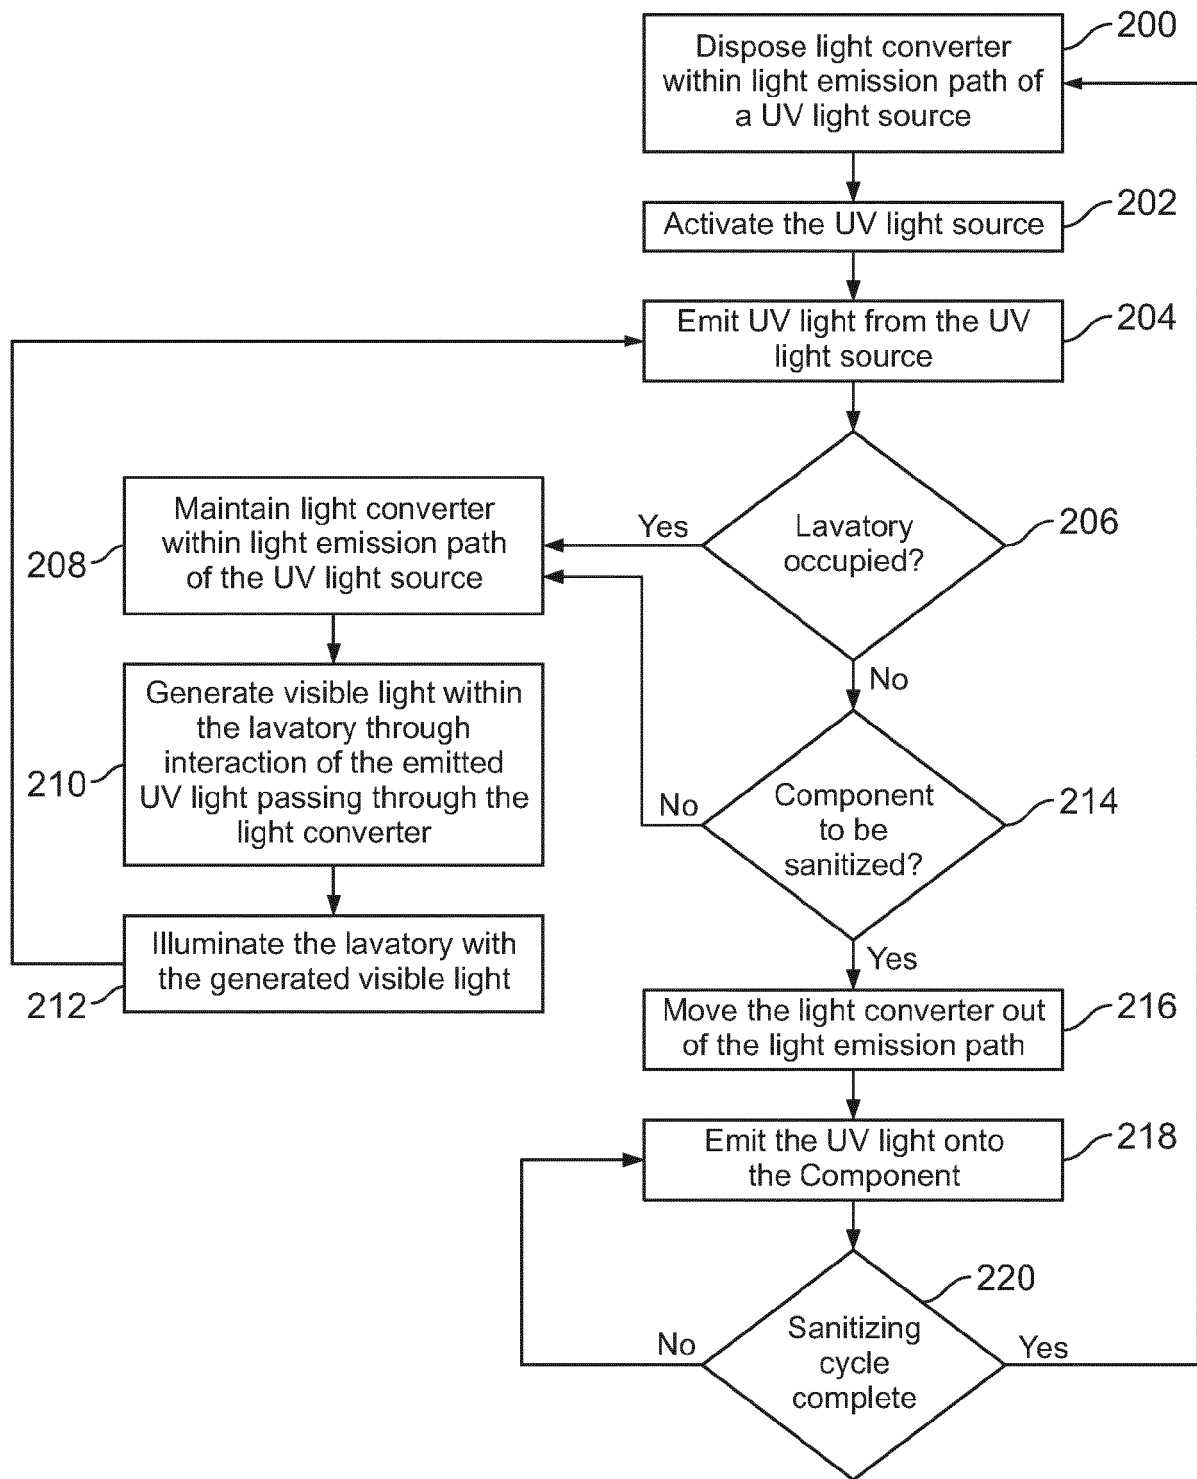 Dispose light converter
within light emission path of
a UV light source
200
Activate the UV light source
202
Emit UV light from the UV
light source
204
Lavatory
occupied?
206
Yes
No
Maintain light converter
within light emission path
of the UV light source
208
Generate visible light within
the lavatory through
interaction of the emitted
UV light passing through the
light converter
210
Illuminate the lavatory with
the generated visible light
212
Component
to be
sanitized?
214
No
Yes
Move the light converter out
of the light emission path
216
Emit the UV light onto
the Component
218
Sanitizing
cycle
complete
220
No
Yes